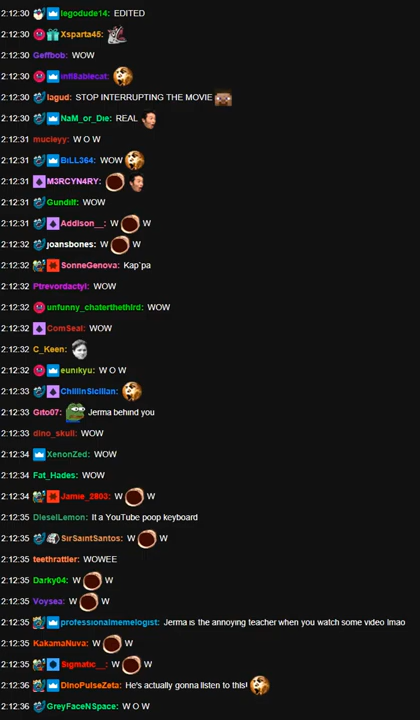 2:12:30 legodude14: EDITED
2:12:30 Xsparta45:
2:12:30 Geffbob: WOW
2:12:30 infl8ablecat:
2:12:30 lagud: STOP INTERRUPTING THE MOVIE
2:12:30 NaM_or_Die: REAL
2:12:31 mucleyy: W O W
2:12:31 BiLL364: WOW
2:12:31 M3RCYN4RY:
2:12:31 Gundilf: WOW
2:12:31 Addison__: W W
2:12:32 joansbones: W W
2:12:32 SonneGenova: Kap`pa
2:12:32 Ptrevordactyl: WOW
2:12:32 unfunny_chaterthethird: WOW
2:12:32 ComSeal: WOW
2:12:32 C_Keen:
2:12:32 eunikyu: W O W
2:12:33 ChillinSicilian:
2:12:33 Gito07: Jerma behind you
2:12:33 dino_skull: WOW
2:12:34 XenonZed: WOW
2:12:34 Fat_Hades: WOW
2:12:34 Jamie_2803: W W
2:12:35 DieselLemon: It a YouTube poop keyboard
2:12:35 SirSaintSantos: W W
2:12:35 teethrattler: WOWEE
2:12:35 Darky04: W W
2:12:35 Voysea: W W
2:12:35 professionalmemelogist: Jerma is the annoying teacher when you watch some video lmao
2:12:35 KakamaNuva: W W
2:12:35 Sigmatic__: W W
2:12:36 DinoPulseZeta: He's actually gonna listen to this!
2:12:36 GreyFaceNSpace: W O W